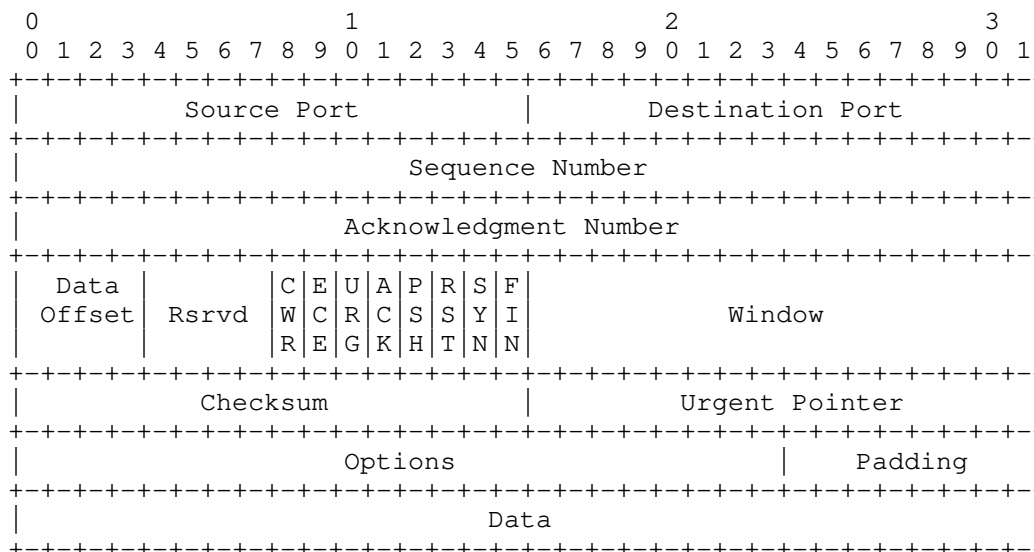 0                   1                   2                   3
 0 1 2 3 4 5 6 7 8 9 0 1 2 3 4 5 6 7 8 9 0 1 2 3 4 5 6 7 8 9 0 1
+-+-+-+-+-+-+-+-+-+-+-+-+-+-+-+-+-+-+-+-+-+-+-+-+-+-+-+-+-+-+-+-
|          Source Port          |       Destination Port
+-+-+-+-+-+-+-+-+-+-+-+-+-+-+-+-+-+-+-+-+-+-+-+-+-+-+-+-+-+-+-+-
|                        Sequence Number
+-+-+-+-+-+-+-+-+-+-+-+-+-+-+-+-+-+-+-+-+-+-+-+-+-+-+-+-+-+-+-+-
|                    Acknowledgment Number
+-+-+-+-+-+-+-+-+-+-+-+-+-+-+-+-+-+-+-+-+-+-+-+-+-+-+-+-+-+-+-+-
|  Data |       |C|E|U|A|P|R|S|F|
| Offset| Rsrvd |W|C|R|C|S|S|Y|I|            Window
|       |       |R|E|G|K|H|T|N|N|
+-+-+-+-+-+-+-+-+-+-+-+-+-+-+-+-+-+-+-+-+-+-+-+-+-+-+-+-+-+-+-+-
|           Checksum            |         Urgent Pointer
+-+-+-+-+-+-+-+-+-+-+-+-+-+-+-+-+-+-+-+-+-+-+-+-+-+-+-+-+-+-+-+-
|                    Options                    |    Padding
+-+-+-+-+-+-+-+-+-+-+-+-+-+-+-+-+-+-+-+-+-+-+-+-+-+-+-+-+-+-+-+-
|                             Data
+-+-+-+-+-+-+-+-+-+-+-+-+-+-+-+-+-+-+-+-+-+-+-+-+-+-+-+-+-+-+-+-